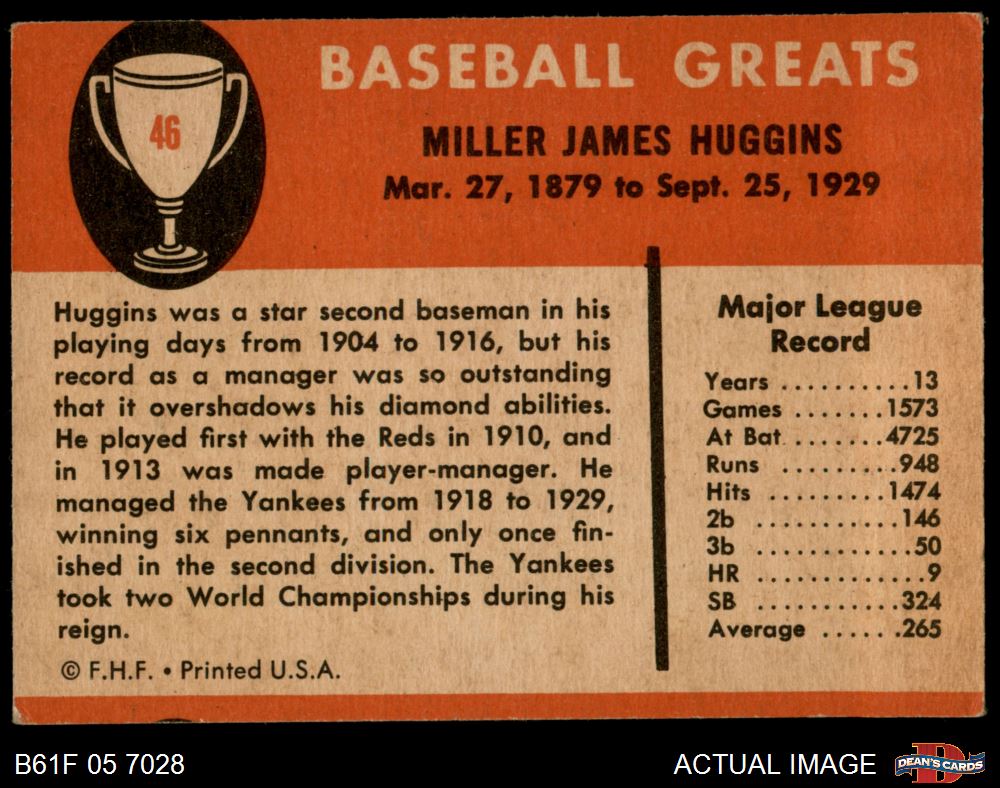 46
BASEBALL GREATS
MILLER JAMES HUGGINS
Mar. 27, 1879 to Sept. 25, 1929
Huggins was a star second baseman in his
playing days from 1904 to 1916, but his
record as a manager was so outstanding
that it overshadows his diamond abilities.
He played first with the Reds in 1910, and
in 1913 was made player-manager. He
managed the Yankees from 1918 to 1929,
winning six pennants, and only once fin-
ished in the second division. The Yankees
took two World Championships during his
reign.
© F.H.F. • Printed U.S.A.
Major League
Record
Years ..........13
Games .......1573
At Bat .......4725
Runs .........948
Hits .........1474
2b ...........146
3b ............50
HR ............9
SB ...........324
Average ......265
B61F 05 7028
ACTUAL IMAGE
D
DEAN'S CARDS